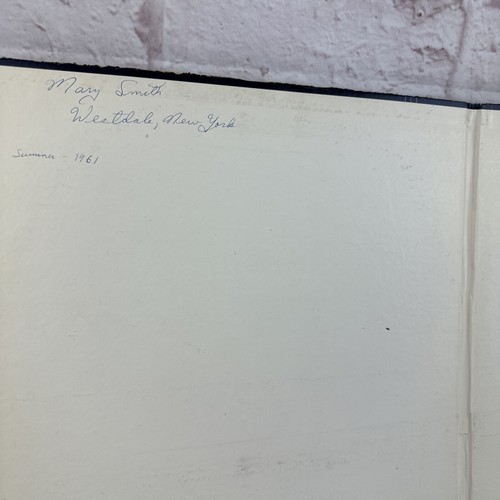 Mary Smith
Westdale, New York
Summer - 1961